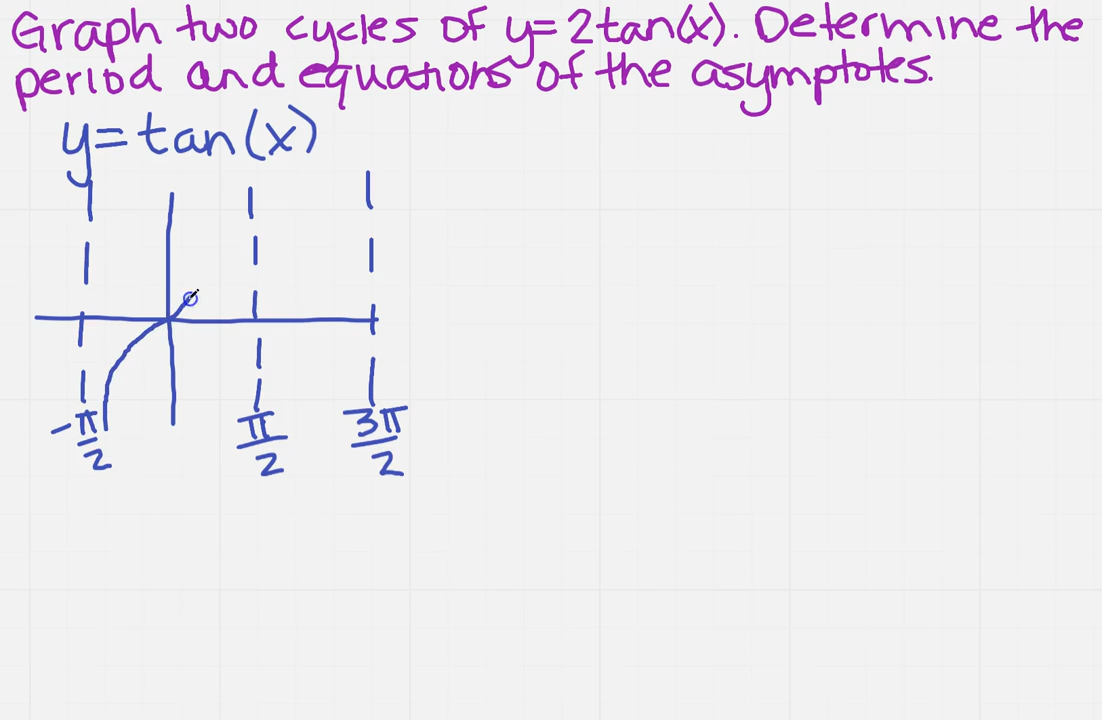 Graph two cycles of y=2tan(x). Determine the
period and equations of the asymptotes.
y=tan(x)
-π/2 π/2 3π/2